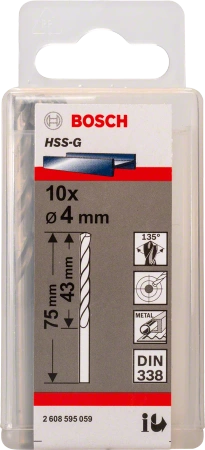 BOSCH
HSS-G
10x
Ø 4 mm
135°
75 mm
43 mm
METAL
DIN
338
2 608 595 059